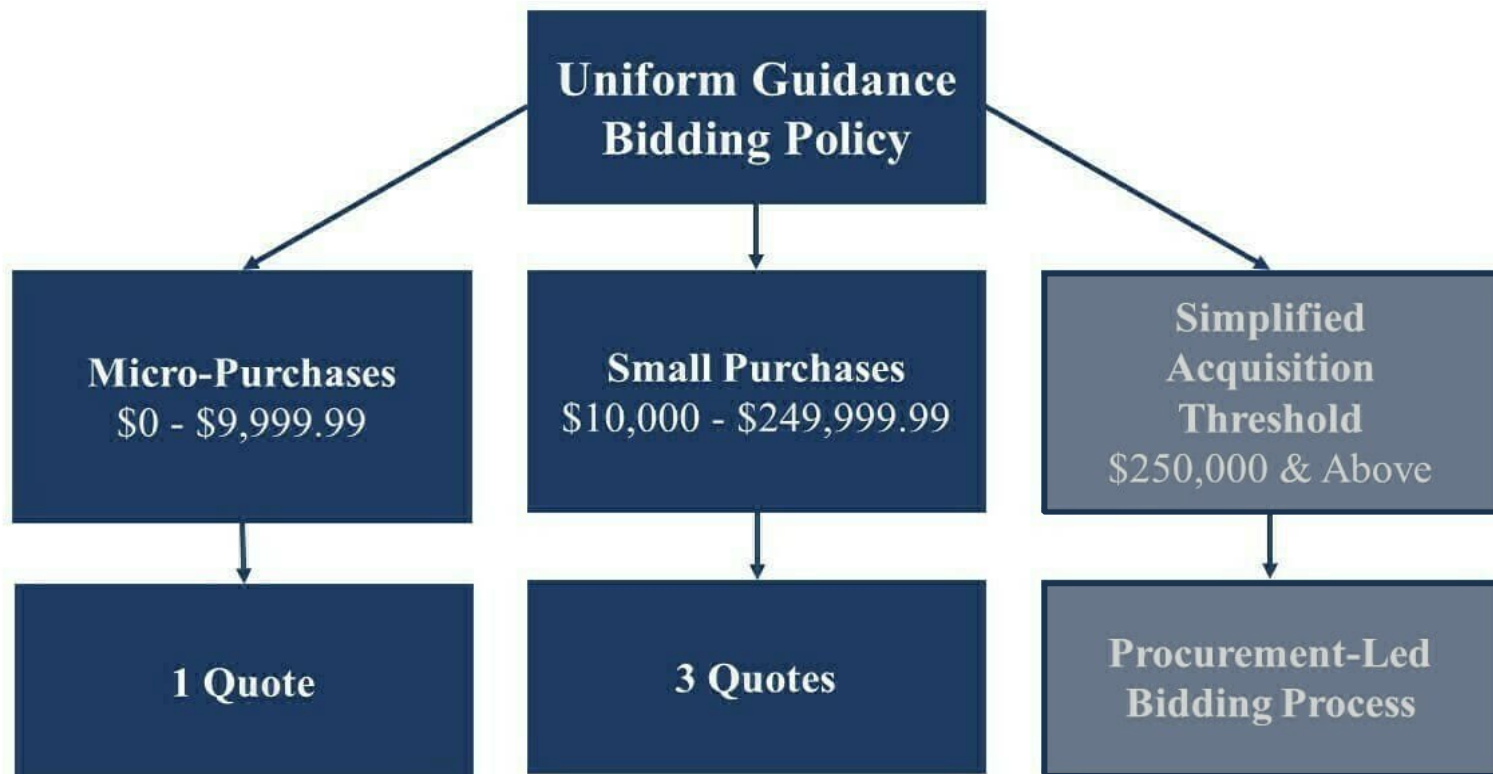 Uniform Guidance
Bidding Policy
Micro-Purchases
$0 - $9,999.99
Small Purchases
$10,000 - $249,999.99
Simplified
Acquisition
Threshold
$250,000 & Above
1 Quote
3 Quotes
Procurement-Led
Bidding Process